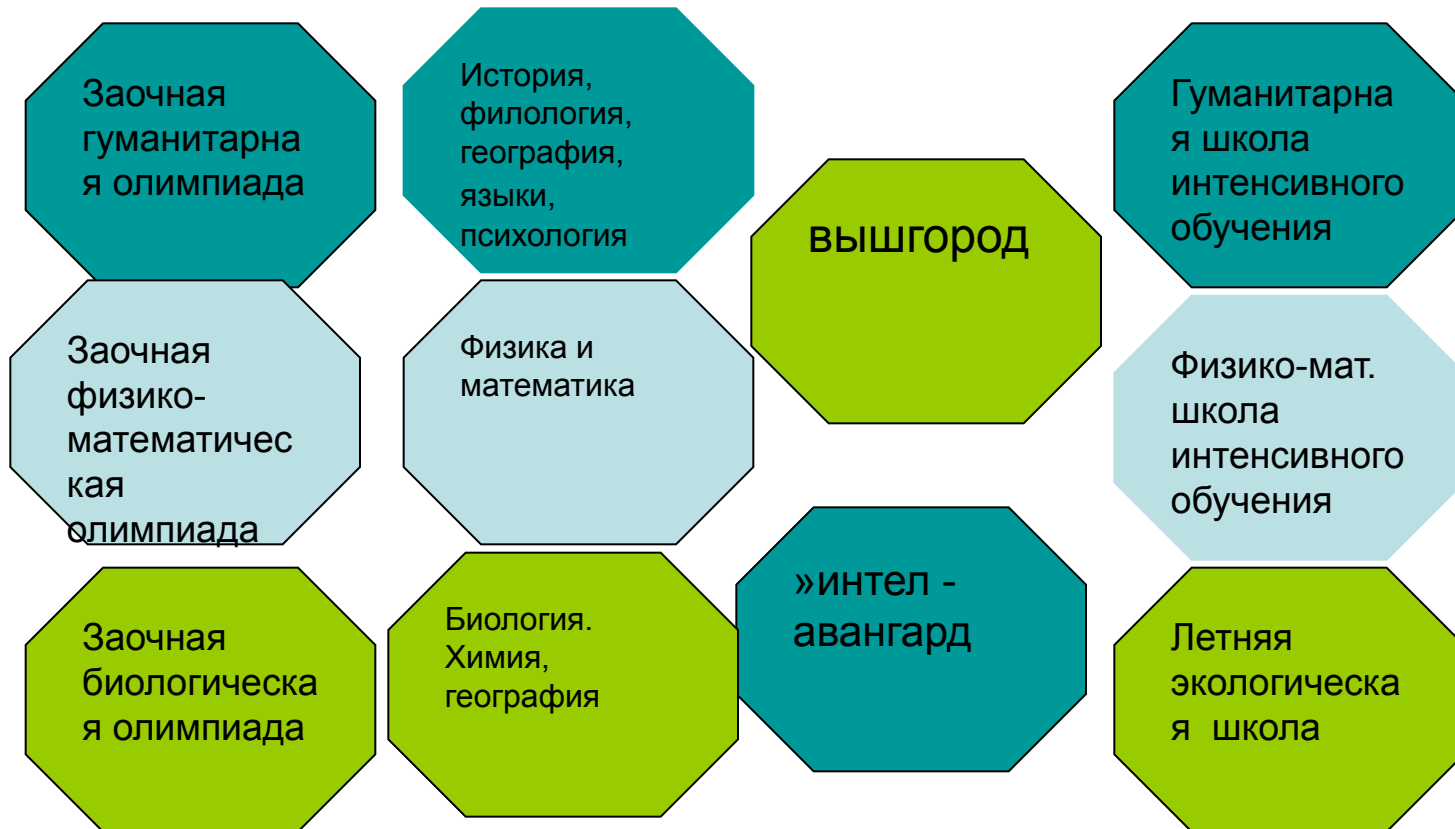 Заочная
гуманитарна
я олимпиада
История,
филология,
география,
языки,
психология
вышгород
Гуманитарна
я школа
интенсивного
обучения
Заочная
физико-
математичес
кая
олимпиада
Физика и
математика
Физико-мат.
школа
интенсивного
обучения
Заочная
биологическа
я олимпиада
Биология.
Химия,
география
»интел -
авангард
Летняя
экологическа
я  школа